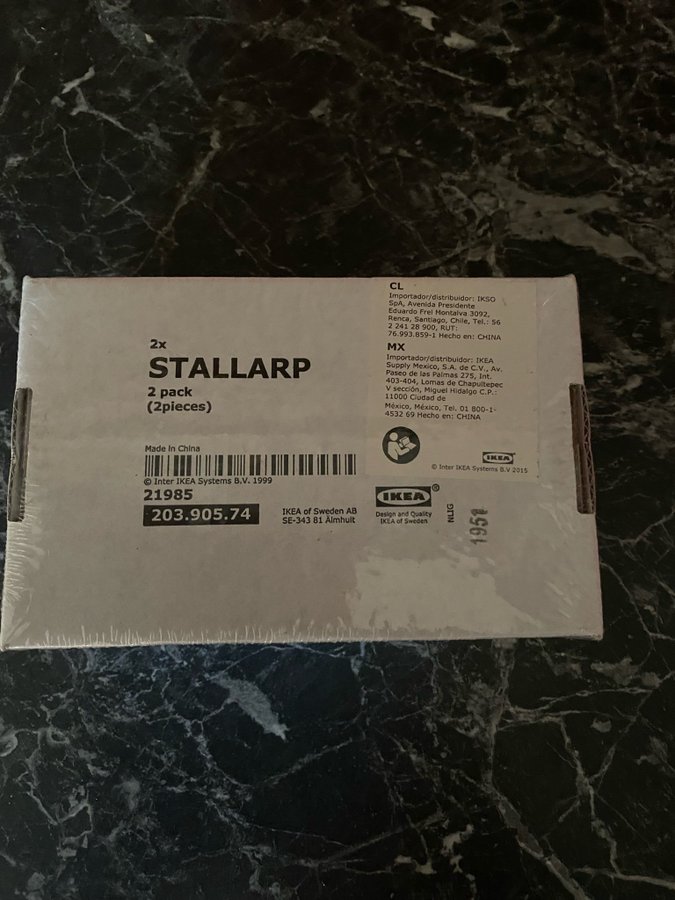 2x
STALLARP
2 pack
(2pieces)
Made in China
© Inter IKEA Systems B.V. 1999
21985
203.905.74
IKEA of Sweden AB
SE-343 81 Älmhult
CL
Importador/distribuidor: IKSO
SpA, Avenida Presidente
Eduardo Frei Montalva 3092,
Renca, Santiago, Chile, Tel.: 56
2 241 28 900, RUT:
76.993.859-1 Hecho en: CHINA
MX
Importador/distribuidor: IKEA
Supply Mexico, S.A. de C.V., Av.
Paseo de las Palmas 275, Int.
403-404, Lomas de Chapultepec
V sección, Miguel Hidalgo C.P.:
11000 Ciudad de
México, México, Tel. 01 800-1-
4532 69 Hecho en: CHINA
IKEA
© Inter IKEA Systems B.V 2015
IKEA®
Design and Quality
IKEA of Sweden
NLIG
1951